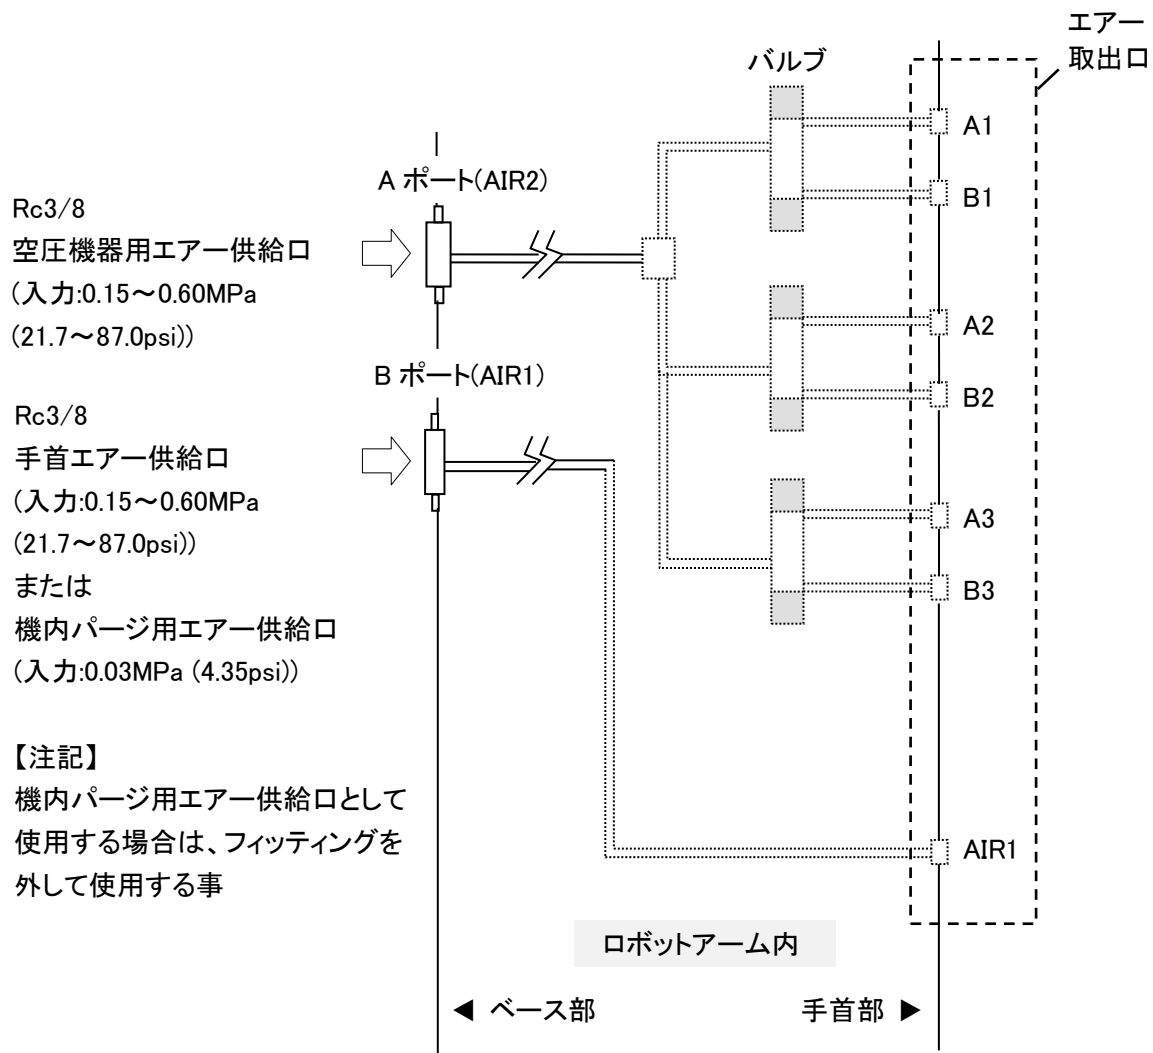 エアー
取出口
バルブ
A1
A ポート(AIR2)
B1
Rc3/8
空圧機器用エアー供給口
(入力:0.15～0.60MPa
(21.7～87.0psi))
A2
B ポート(AIR1)
B2
Rc3/8
手首エアー供給口
(入力:0.15～0.60MPa
(21.7～87.0psi))
または
機内パージ用エアー供給口
(入力:0.03MPa (4.35psi))
A3
B3
【注記】
機内パージ用エアー供給口として
使用する場合は、フィッティングを
外して使用する事
AIR1
ロボットアーム内
◀ ベース部
手首部 ▶